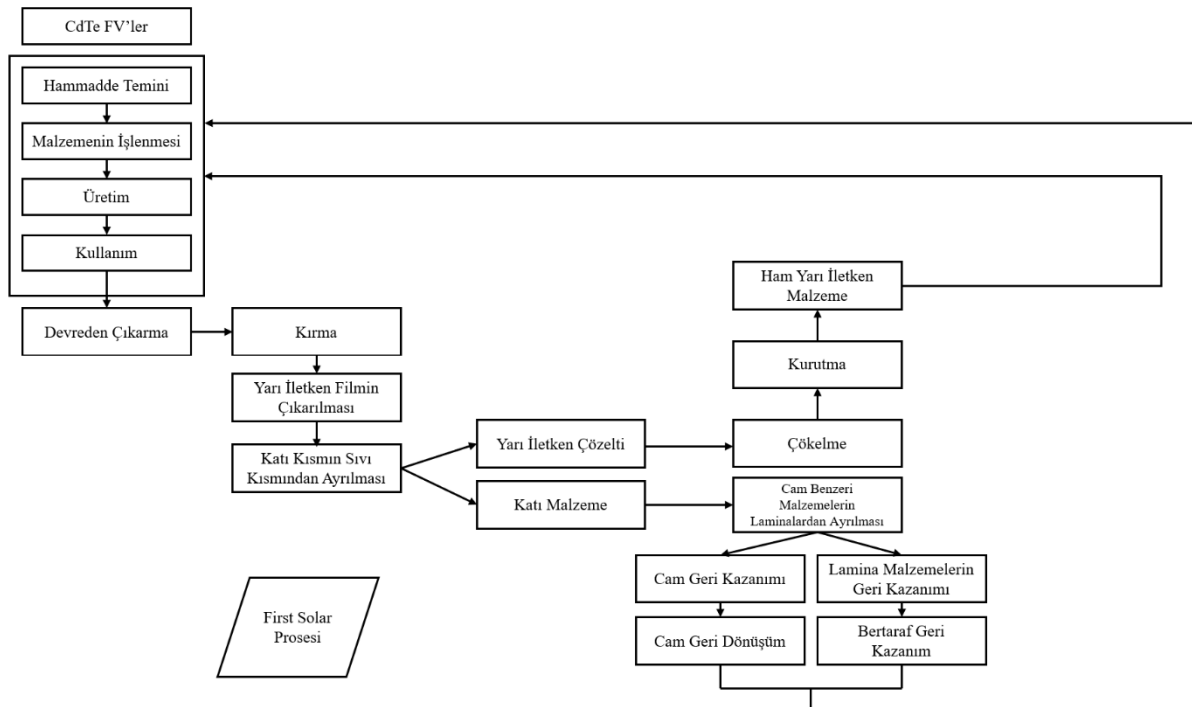 CdTe FV’ler
Hammadde Temini
Malzemenin İşlenmesi
Üretim
Kullanım
Devreden Çıkarma
Kırma
Yarı İletken Filmin
Çıkarılması
Katı Kısmın Sıvı
Kısmından Ayrılması
Yarı İletken Çözelti
Katı Malzeme
Ham Yarı İletken
Malzeme
Kurutma
Çökelme
Cam Benzeri
Malzemelerin
Laminalardan Ayrılması
Cam Geri Kazanımı
Lamina Malzemelerin
Geri Kazanımı
Cam Geri Dönüşüm
Bertaraf Geri
Kazanım
First Solar
Prosesi